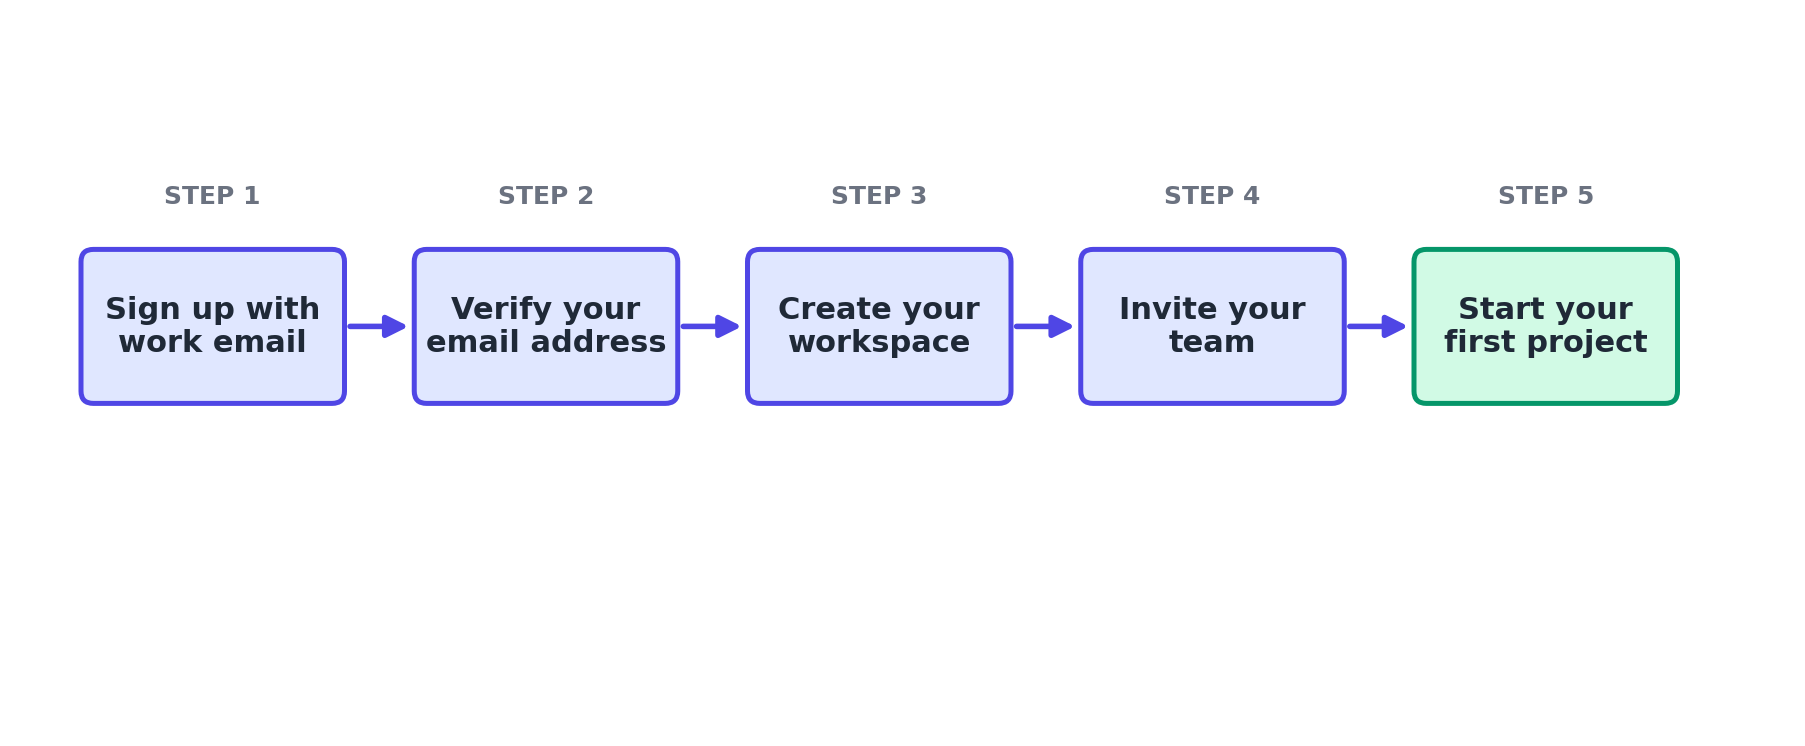 STEP 1
Sign up with
work email
STEP 2
Verify your
email address
STEP 3
Create your
workspace
STEP 4
Invite your
team
STEP 5
Start your
first project